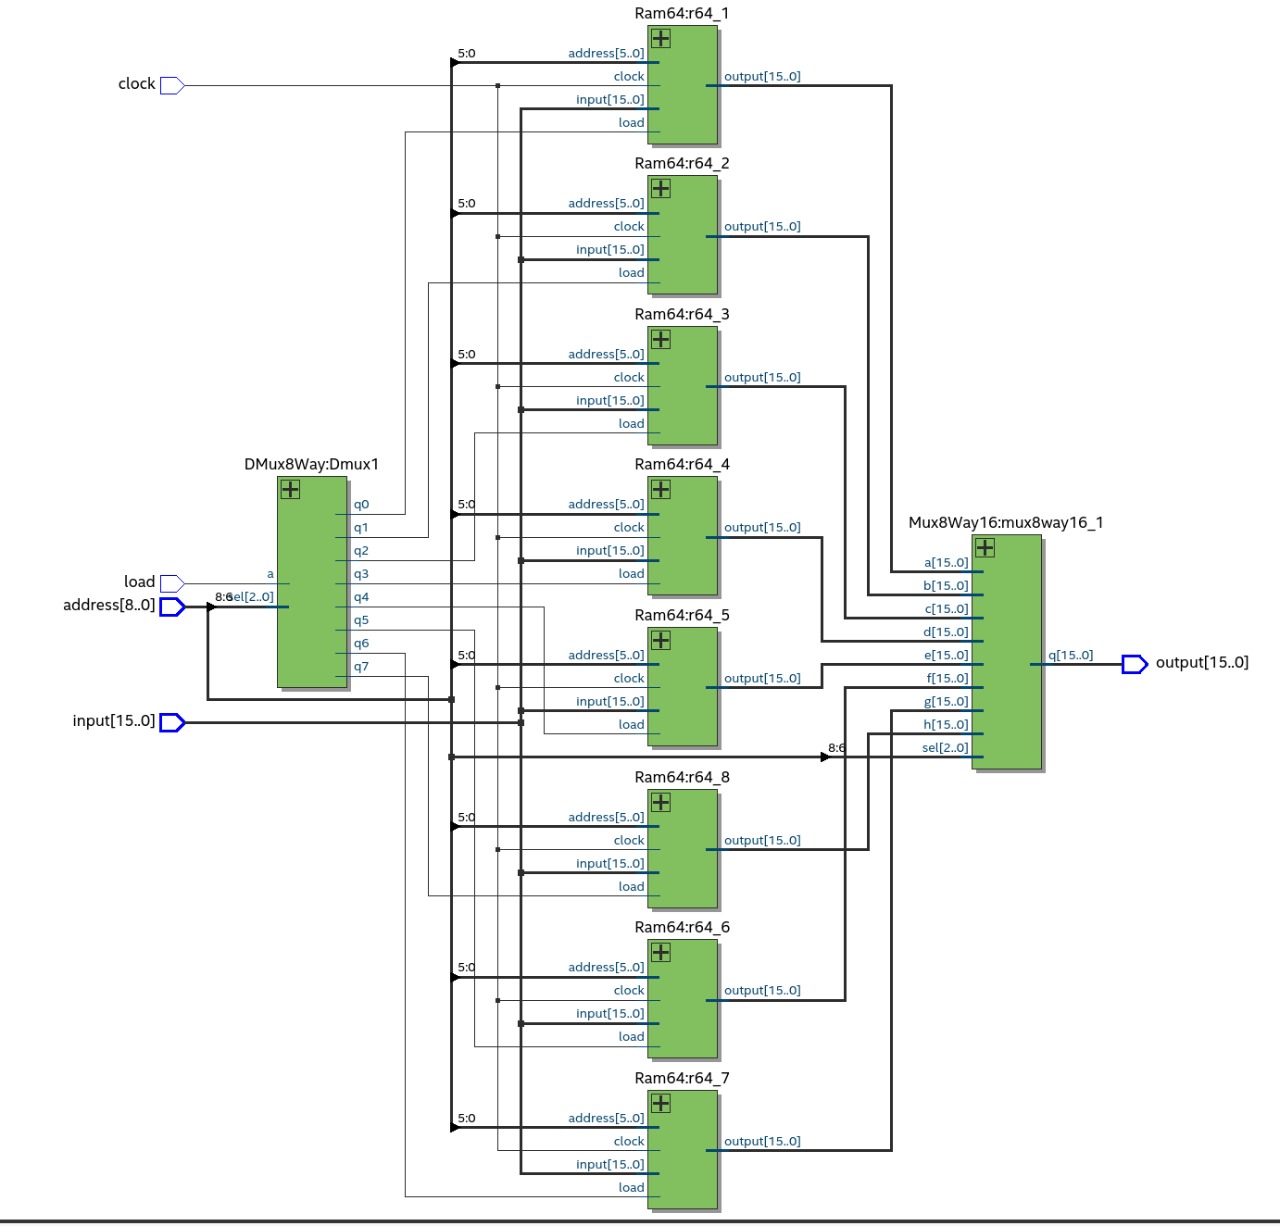 Ram64:r64_1
5:0
address[5..0]
clock
clock
output[15..0]
input[15..0]
load
Ram64:r64_2
5:0
address[5..0]
clock
output[15..0]
input[15..0]
load
Ram64:r64_3
5:0
address[5..0]
clock
output[15..0]
input[15..0]
load
DMux8Way:Dmux1
Ram64:r64_4
q0
5:0
address[5..0]
q1
clock
output[15..0]
q2
input[15..0]
load
a
q3
load
address[8..0]
8:6
sel[2..0]
q4
q5
q6
q7
input[15..0]
Ram64:r64_5
5:0
address[5..0]
clock
output[15..0]
input[15..0]
load
Mux8Way16:mux8way16_1
a[15..0]
b[15..0]
c[15..0]
d[15..0]
e[15..0]
f[15..0]
g[15..0]
h[15..0]
8:6
sel[2..0]
q[15..0]
output[15..0]
Ram64:r64_8
5:0
address[5..0]
clock
output[15..0]
input[15..0]
load
Ram64:r64_6
5:0
address[5..0]
clock
output[15..0]
input[15..0]
load
Ram64:r64_7
5:0
address[5..0]
clock
output[15..0]
input[15..0]
load